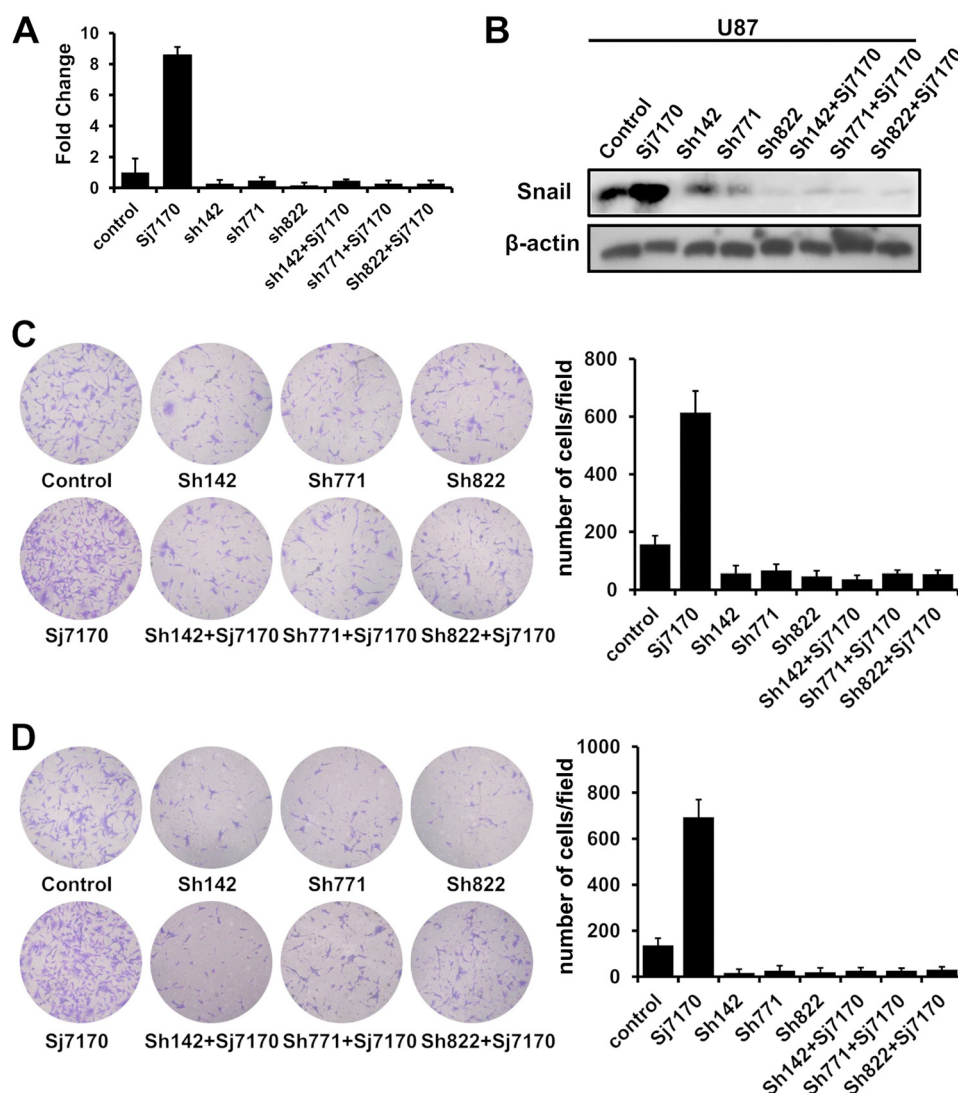 A
Fold Change
10
8
6
4
2
0
control
Sj7170
sh142
sh771
sh822
sh142+Sj7170
sh771+Sj7170
Sh822+Sj7170
B
U87
Control
Sj7170
Sh142
Sh771
Sh822
Sh142+Sj7170
Sh771+Sj7170
Sh822+Sj7170
Snail
β-actin
C
Control
Sh142
Sh771
Sh822
Sj7170
Sh142+Sj7170
Sh771+Sj7170
Sh822+Sj7170
number of cells/field
800
600
400
200
0
control
Sj7170
Sh142
Sh771
Sh822
Sh142+Sj7170
Sh771+Sj7170
Sh822+Sj7170
D
Control
Sh142
Sh771
Sh822
Sj7170
Sh142+Sj7170
Sh771+Sj7170
Sh822+Sj7170
number of cells/field
1000
800
600
400
200
0
control
Sj7170
Sh142
Sh771
Sh822
Sh142+Sj7170
Sh771+Sj7170
Sh822+Sj7170